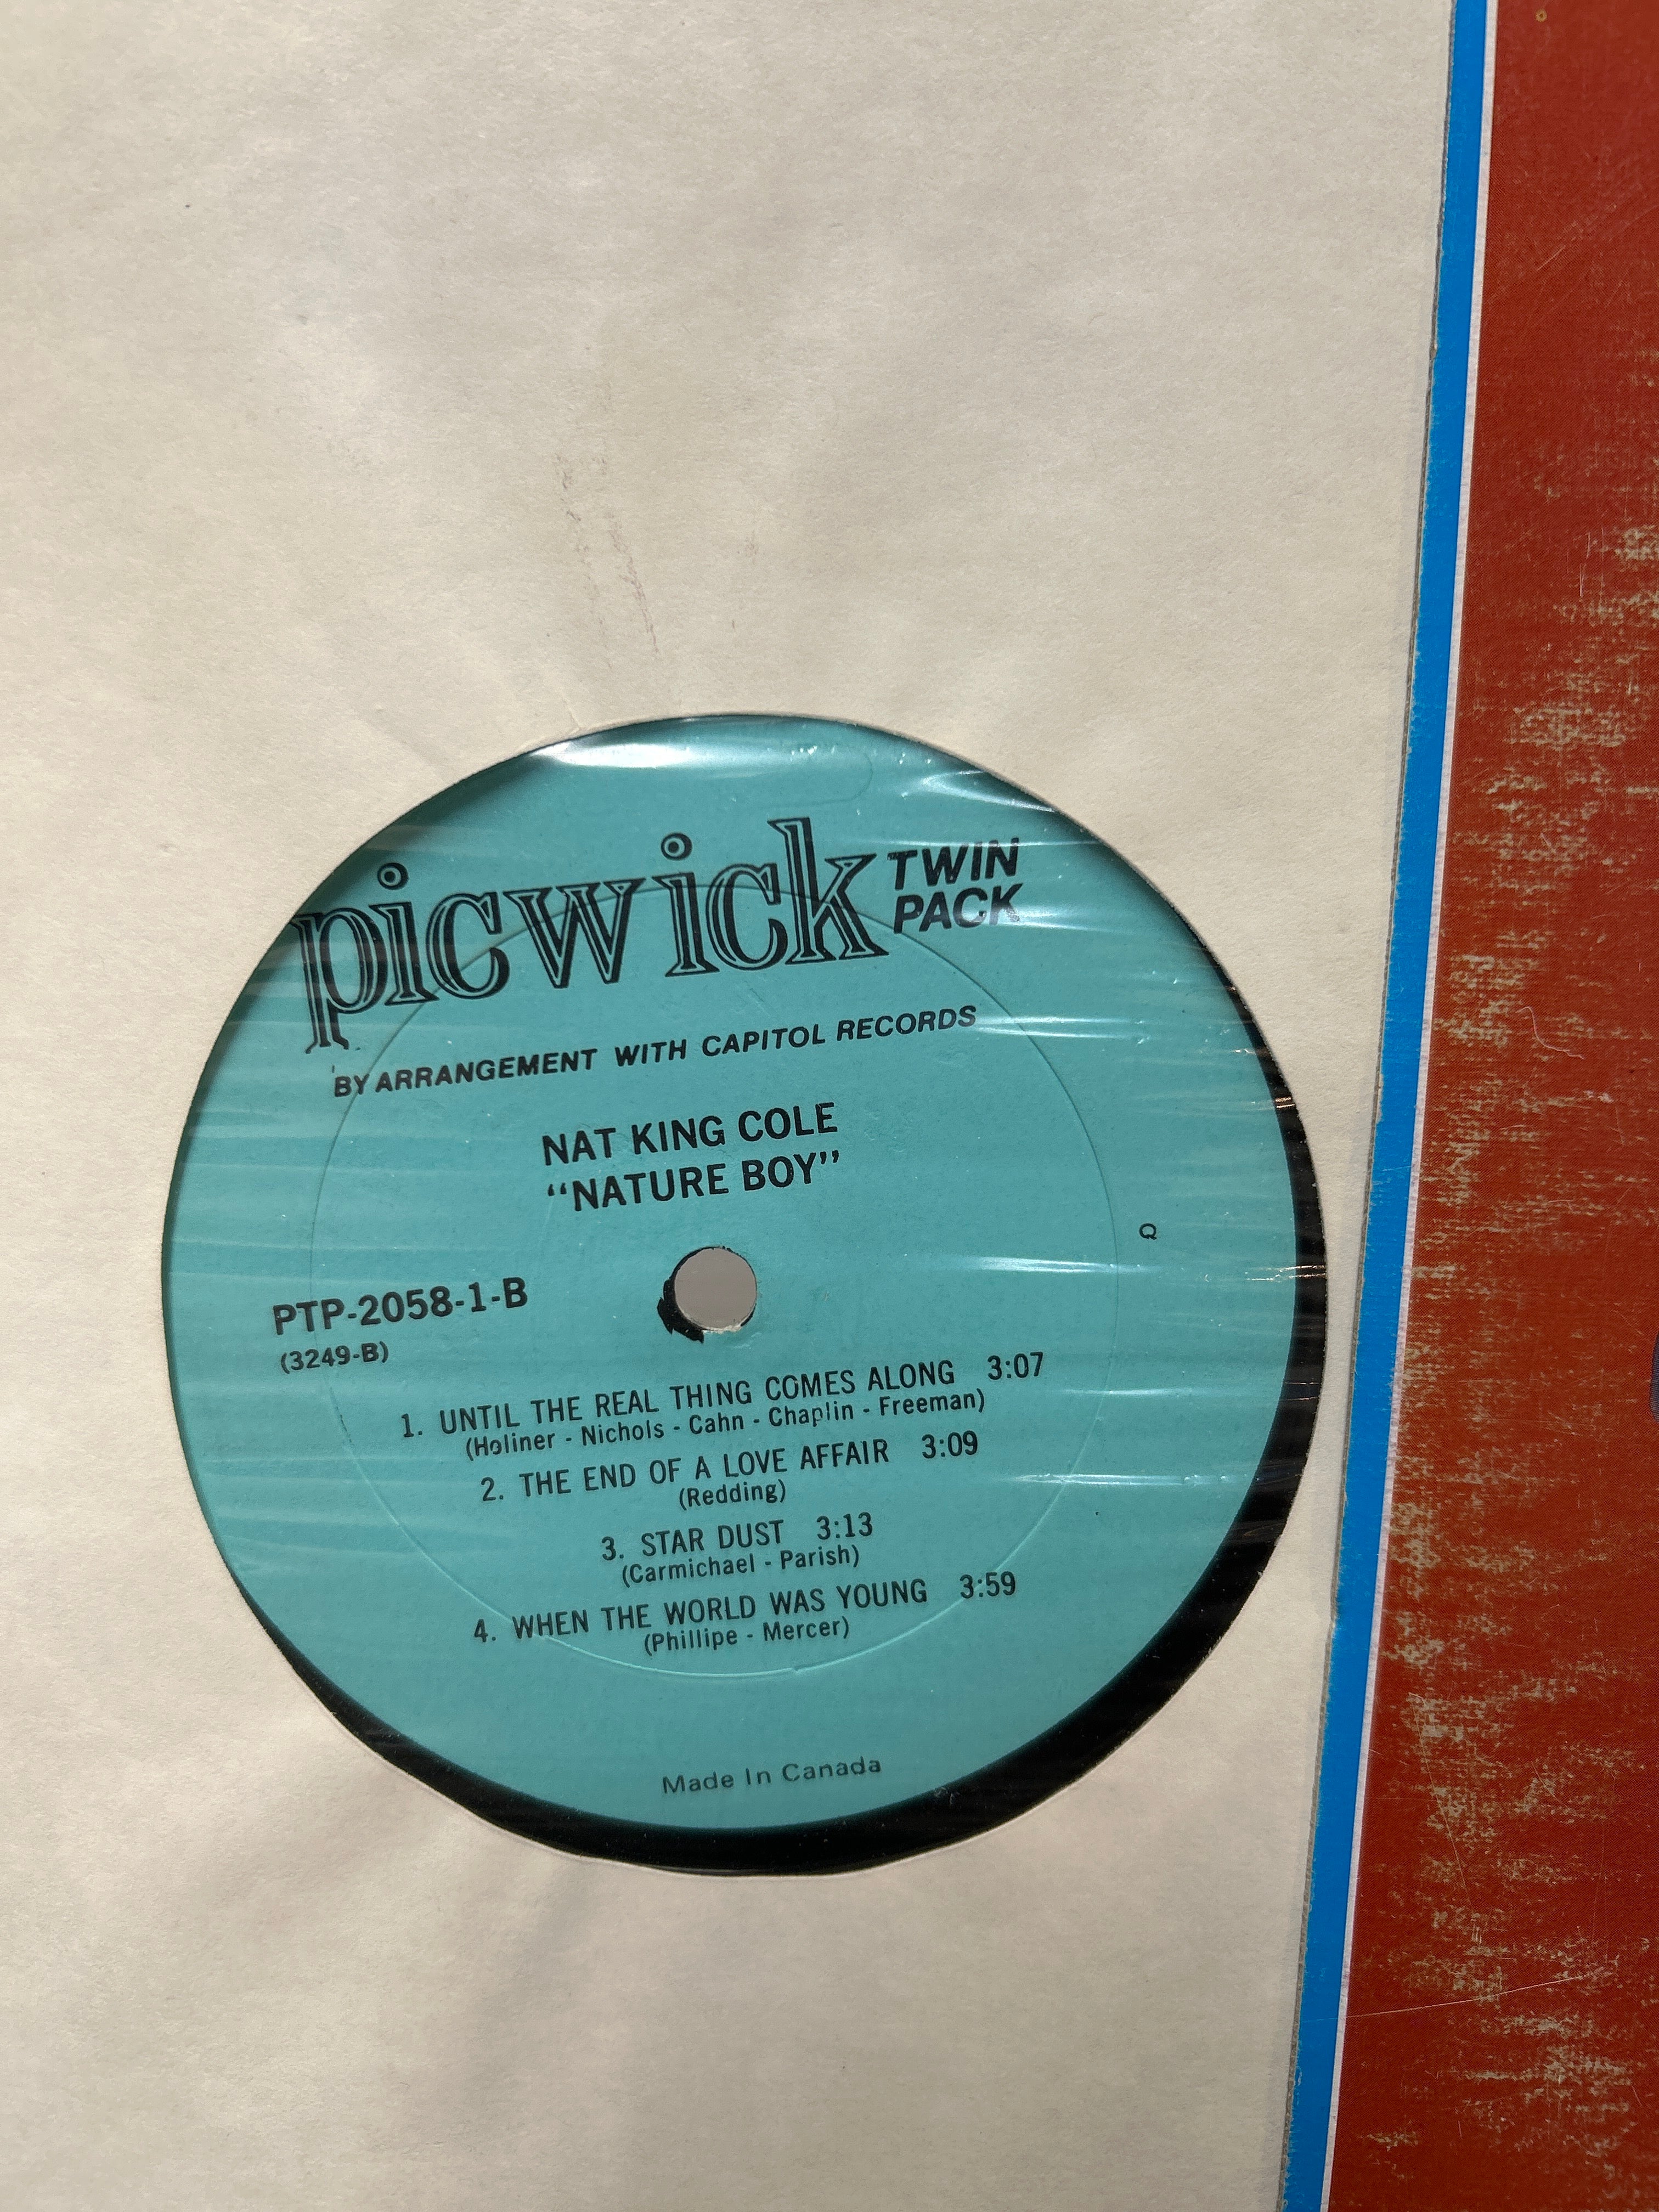 picwick TWIN
PACK
BY ARRANGEMENT WITH CAPITOL RECORDS
NAT KING COLE
“NATURE BOY”
Q
PTP-2058-1-B
(3249-B)
1. UNTIL THE REAL THING COMES ALONG 3:07
(Holiner - Nichols - Cahn - Chaplin - Freeman)
2. THE END OF A LOVE AFFAIR 3:09
(Redding)
3. STAR DUST 3:13
(Carmichael - Parish)
4. WHEN THE WORLD WAS YOUNG 3:59
(Phillipe - Mercer)
Made In Canada